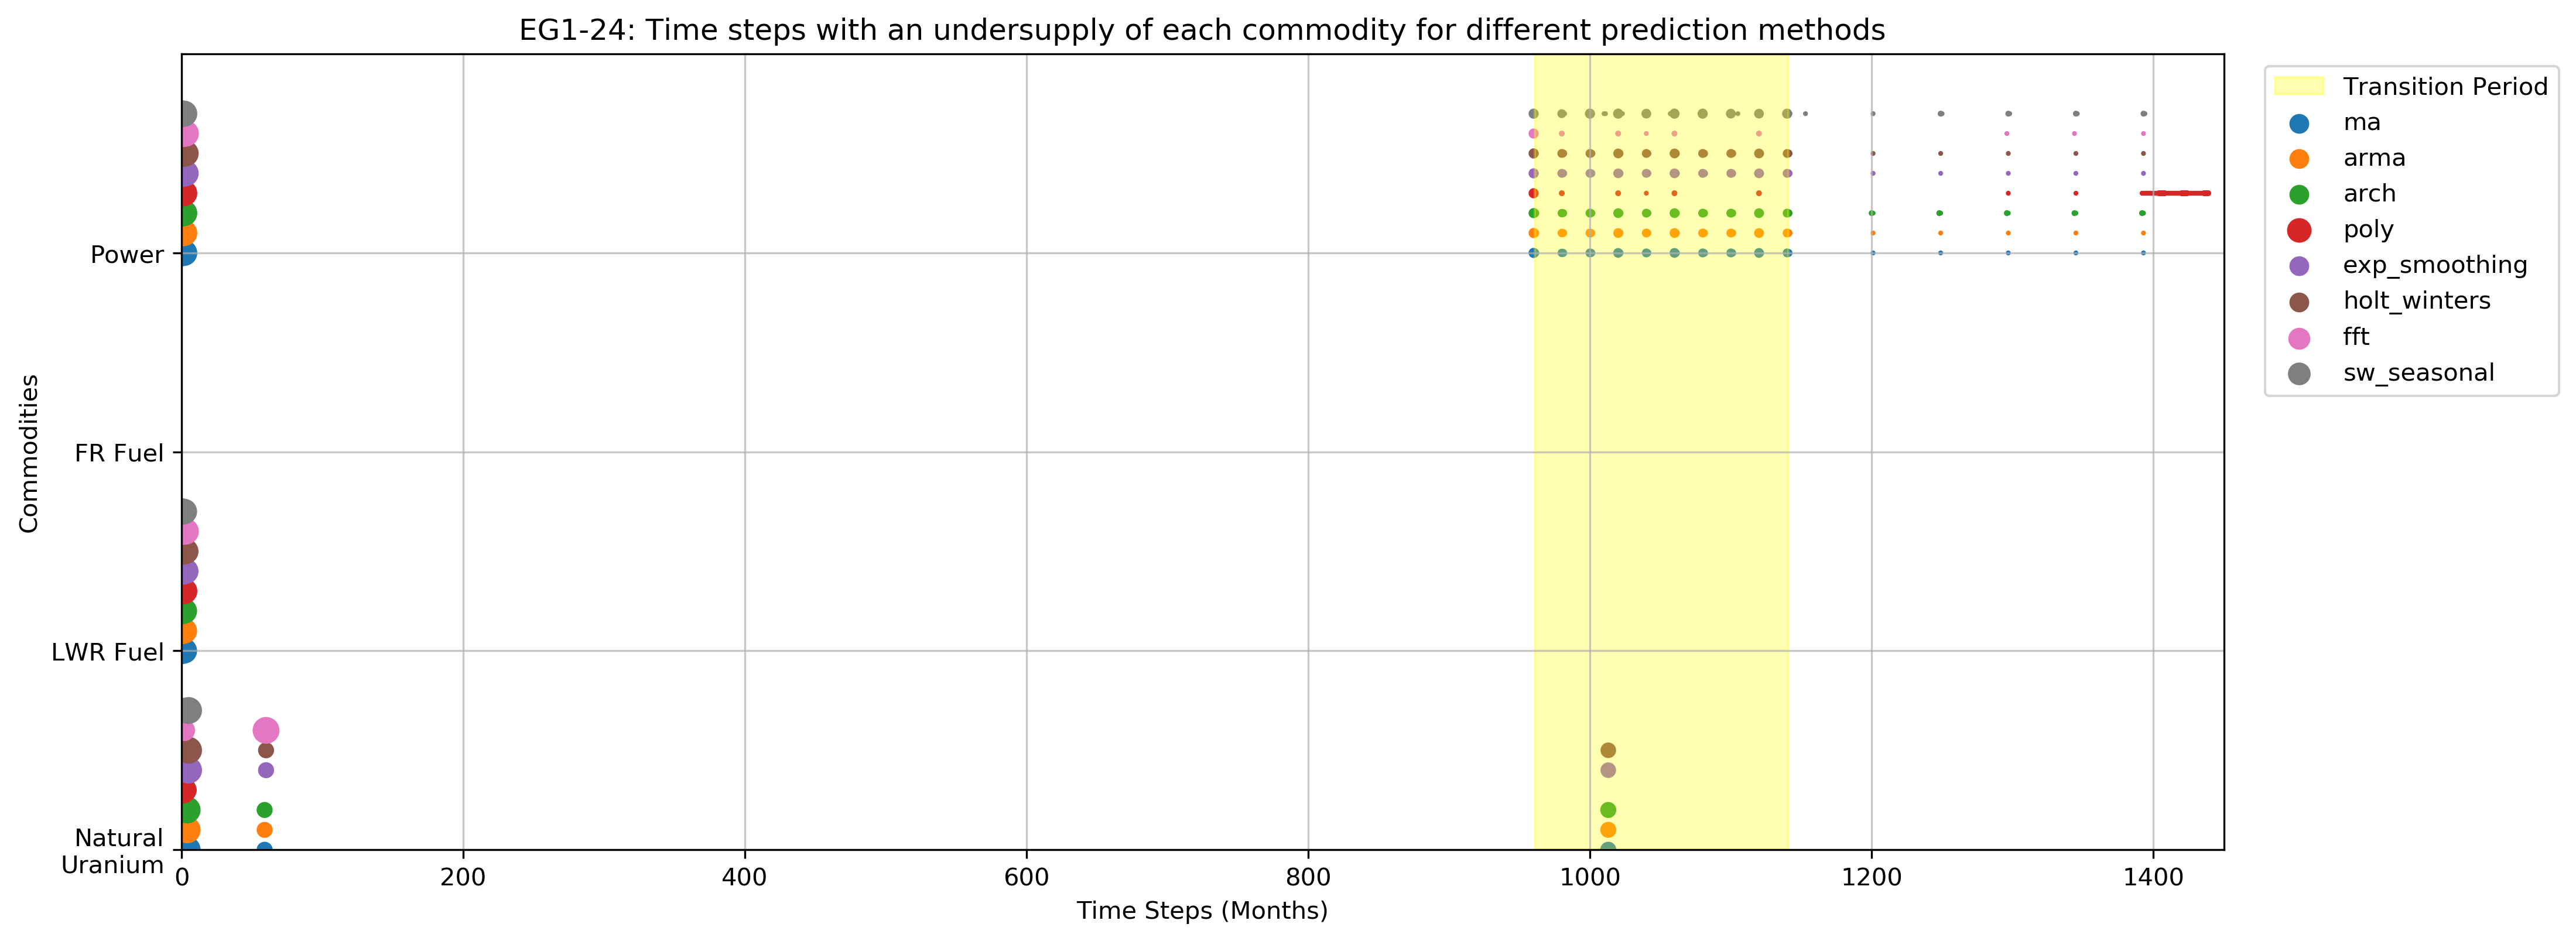 EG1-24: Time steps with an undersupply of each commodity for different prediction methods
Transition Period
ma
arma
arch
poly
exp_smoothing
holt_winters
fft
sw_seasonal
Commodities
Power
FR Fuel
LWR Fuel
Natural
Uranium
0
200
400
600
800
1000
1200
1400
Time Steps (Months)